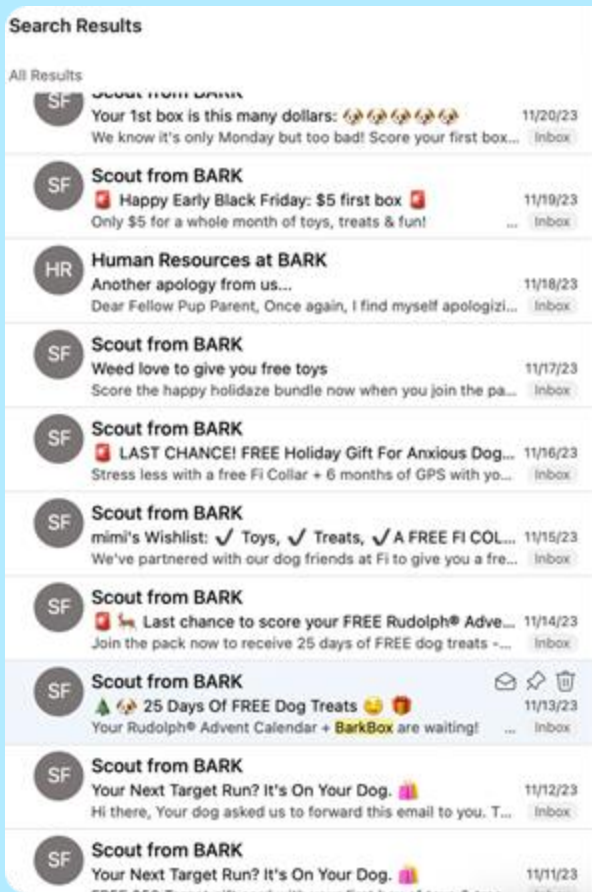 Search Results
All Results
SF Scout from BARK
Your 1st box is this many dollars: 🐶🐶🐶🐶🐶 11/20/23
We know it's only Monday but too bad! Score your first box... Inbox
SF Scout from BARK
🚨 Happy Early Black Friday: $5 first box 🚨 11/19/23
Only $5 for a whole month of toys, treats & fun! ... Inbox
HR Human Resources at BARK
Another apology from us... 11/18/23
Dear Fellow Pup Parent, Once again, I find myself apologizi... Inbox
SF Scout from BARK
Weed love to give you free toys 11/17/23
Score the happy holidaze bundle now when you join the pa... Inbox
SF Scout from BARK
🚨 LAST CHANCE! FREE Holiday Gift For Anxious Dog... 11/16/23
Stress less with a free Fi Collar + 6 months of GPS with yo... Inbox
SF Scout from BARK
mimi's Wishlist: ✔ Toys, ✔ Treats, ✔ A FREE FI COL... 11/15/23
We've partnered with our dog friends at Fi to give you a fre... Inbox
SF Scout from BARK
🚨 🦌 Last chance to score your FREE Rudolph® Adve... 11/14/23
Join the pack now to receive 25 days of FREE dog treats -... Inbox
SF Scout from BARK
🎄 🐶 25 Days Of FREE Dog Treats 😋 🎁 11/13/23
Your Rudolph® Advent Calendar + BarkBox are waiting! ... Inbox
SF Scout from BARK
Your Next Target Run? It's On Your Dog. 🛍️ 11/12/23
Hi there, Your dog asked us to forward this email to you. T... Inbox
SF Scout from BARK
Your Next Target Run? It's On Your Dog. 🛍️ 11/11/23